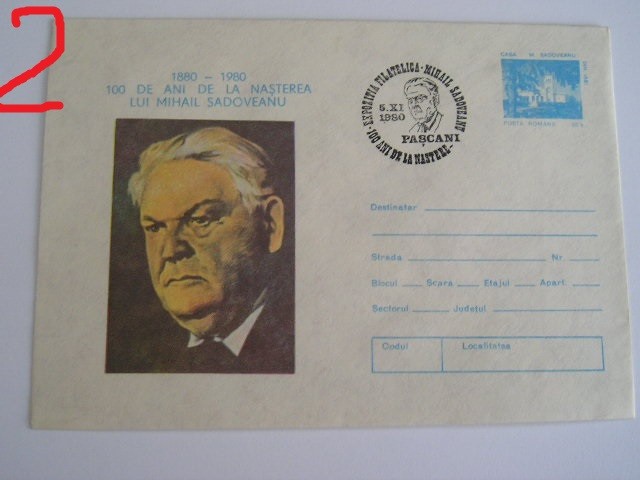 2
1880 - 1980
100 DE ANI DE LA NAȘTEREA
LUI MIHAIL SADOVEANU
EXPOZITIA FILATELICA - MIHAIL SADOVEANU
5.XI
1980
PAȘCANI
- 100 ANI DE LA NASTERE -
CASA M. SADOVEANU
POSTA ROMANA
Destinatar
Strada Nr
Blocul Scara Etajul Apart.
Sectorul Județul
Codul Localitatea